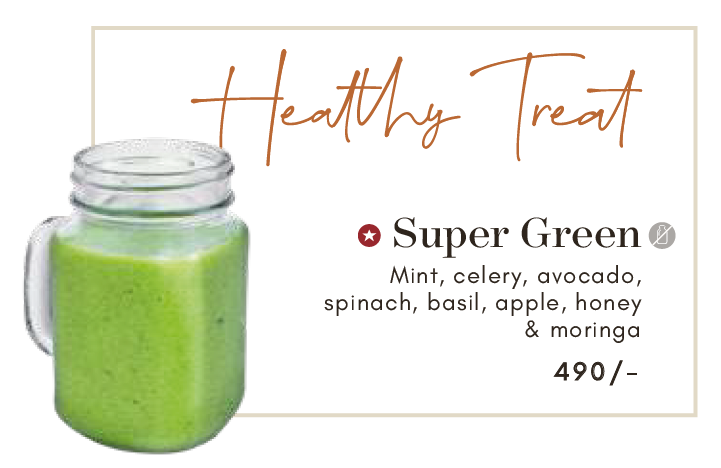 Healthy Treat
Super Green
Mint, celery, avocado,
spinach, basil, apple, honey
& moringa
490/-